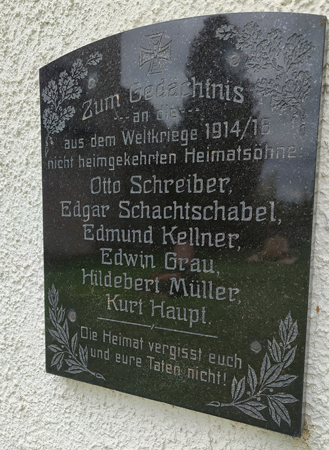 Zum Gedächtnis
an die
aus dem Weltkriege 1914/18
nicht heimgekehrten Heimatsöhne:
Otto Schreiber,
Edgar Schachtschabel,
Edmund Kellner,
Edwin Grau,
Hildebert Müller,
Kurt Haupt.
Die Heimat vergisst euch
und eure Taten nicht!